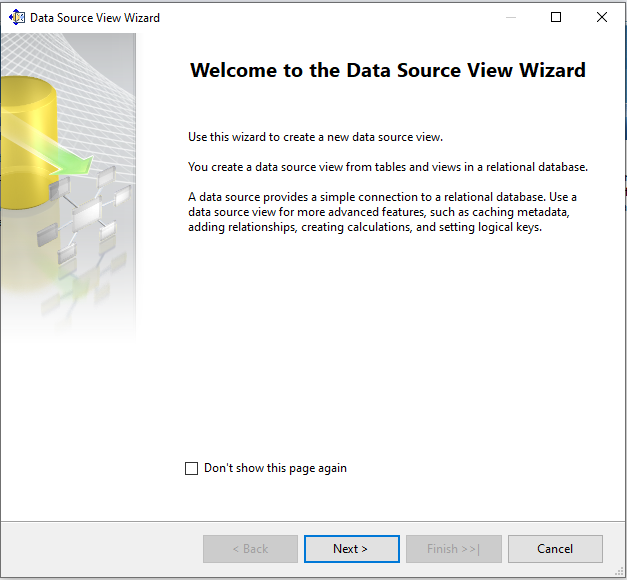 Data Source View Wizard
Welcome to the Data Source View Wizard
Use this wizard to create a new data source view.
You create a data source view from tables and views in a relational database.
A data source provides a simple connection to a relational database. Use a
data source view for more advanced features, such as caching metadata,
adding relationships, creating calculations, and setting logical keys.
Don't show this page again
< Back
Next >
Finish >>|
Cancel